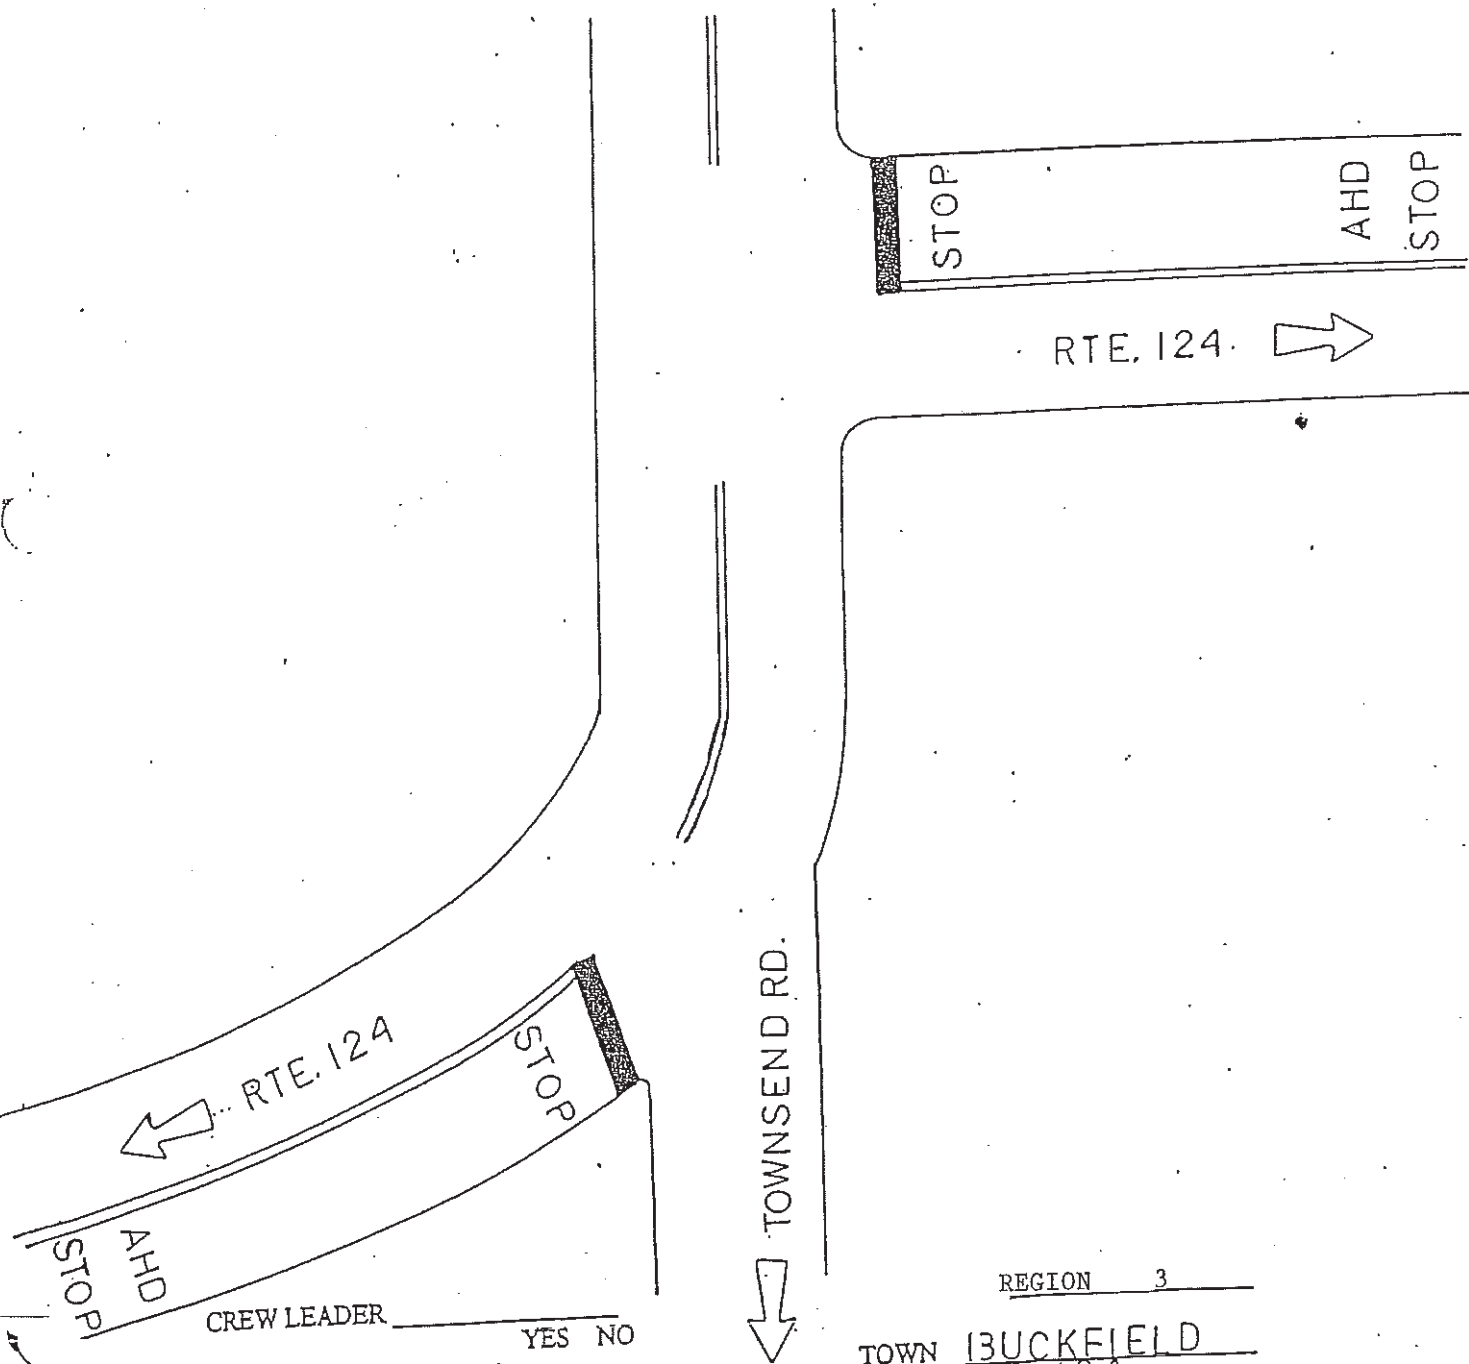 STOP
AHD
STOP
RTE. 124
RTE. 124
STOP
TOWNSEND RD.
AHD
STOP
REGION 3
CREW LEADER
YES NO
TOWN BUCKFIELD